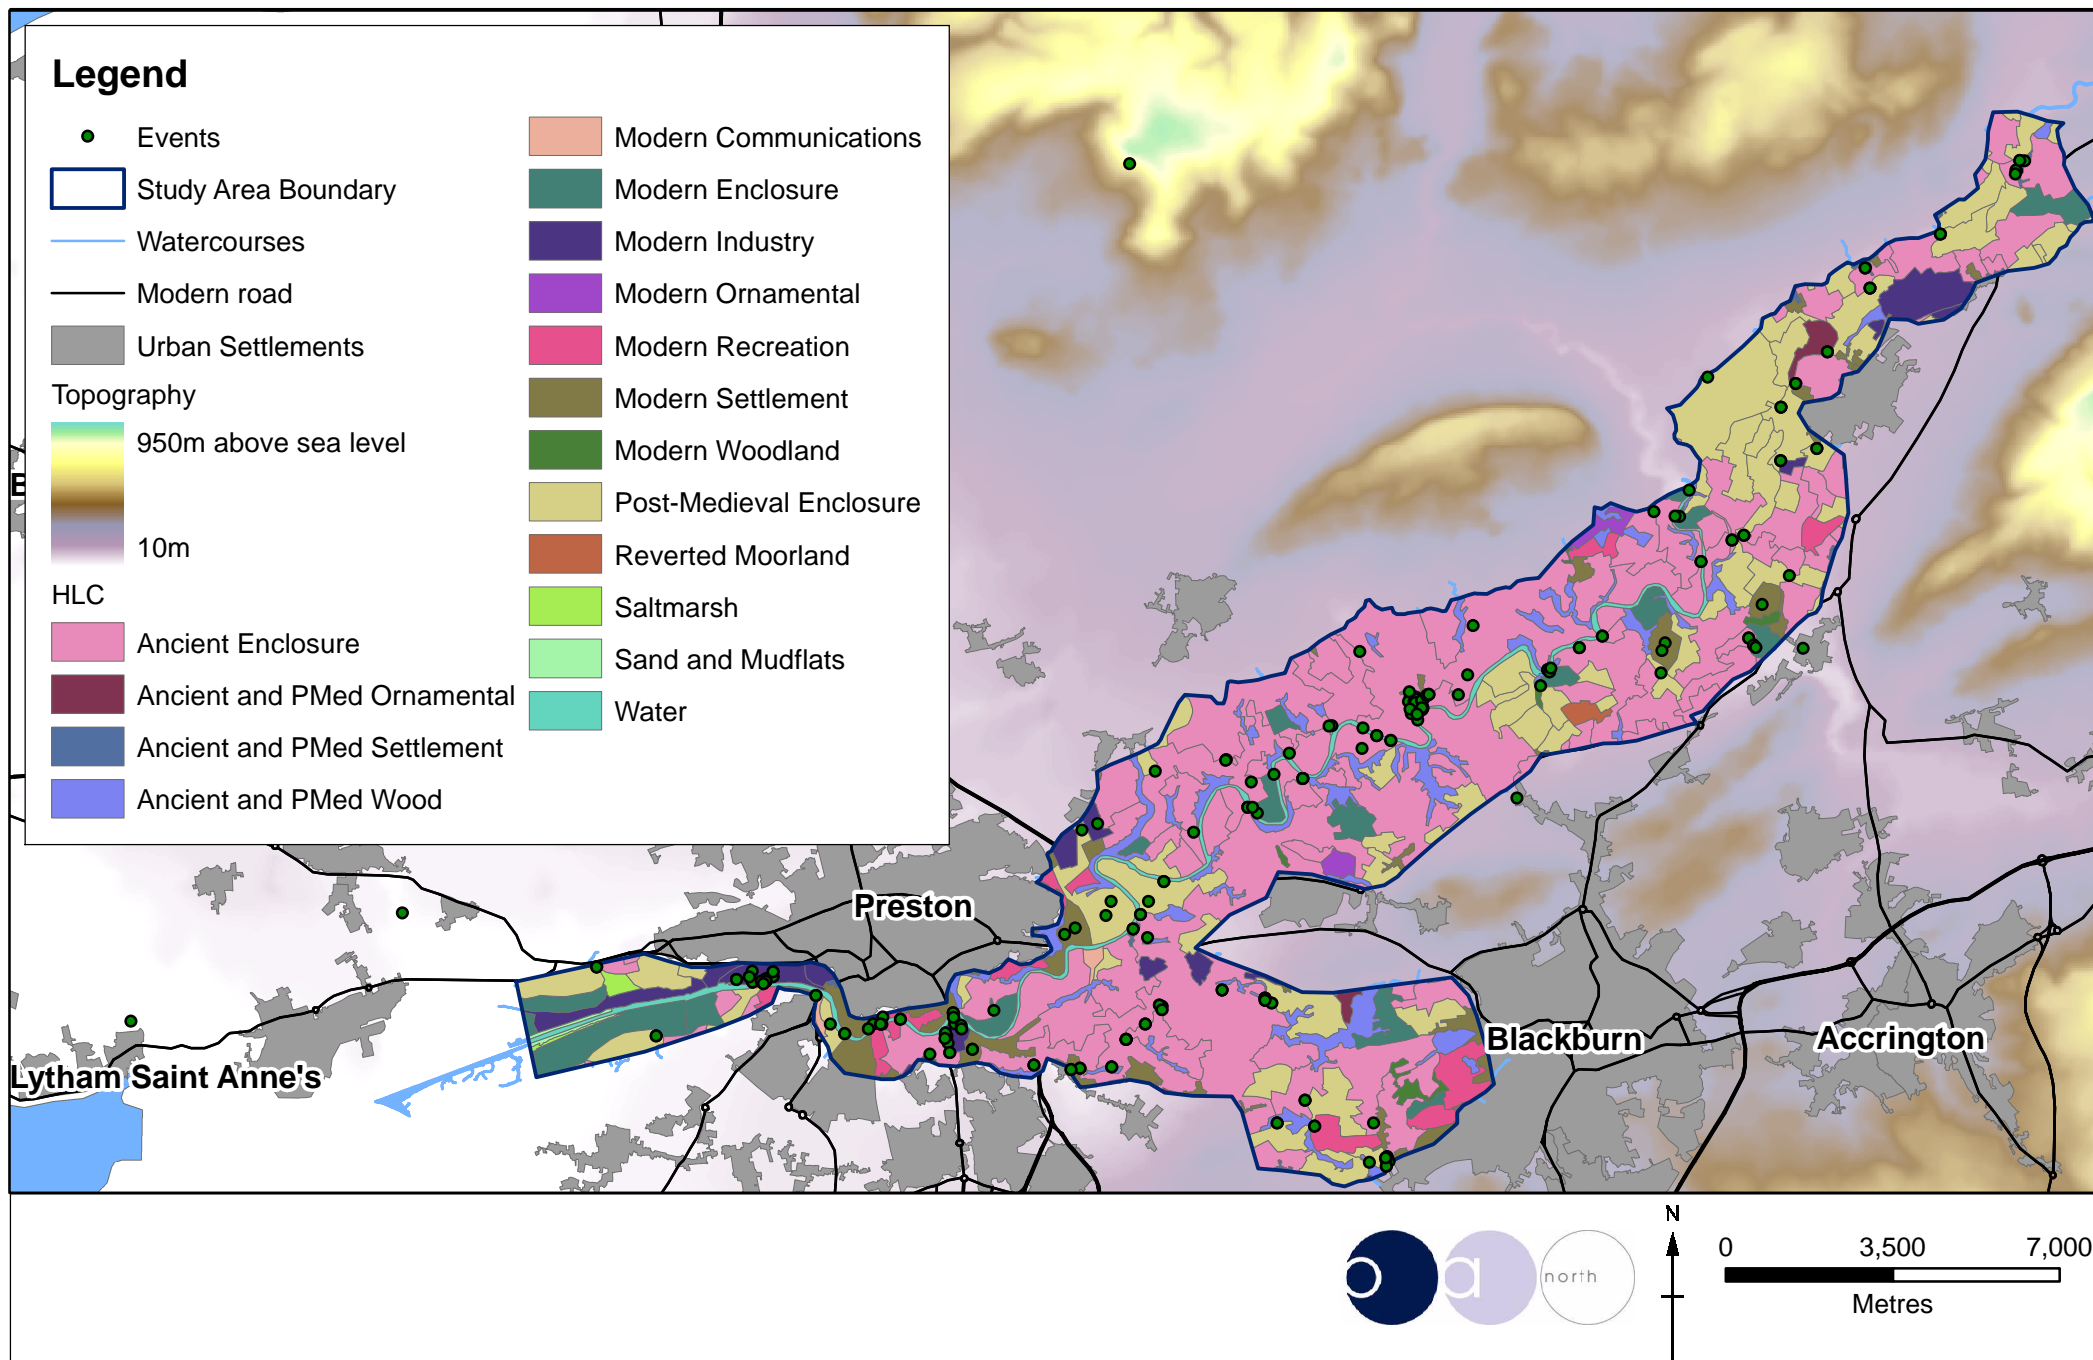 Legend
Events
Study Area Boundary
Watercourses
Modern road
Urban Settlements
Topography
950m above sea level
10m
HLC
Ancient Enclosure
Ancient and PMed Ornamental
Ancient and PMed Settlement
Ancient and PMed Wood
Modern Communications
Modern Enclosure
Modern Industry
Modern Ornamental
Modern Recreation
Modern Settlement
Modern Woodland
Post-Medieval Enclosure
Reverted Moorland
Saltmarsh
Sand and Mudflats
Water
Preston
Blackburn
Accrington
Lytham Saint Anne's
o a north
N
0 3,500 7,000
Metres